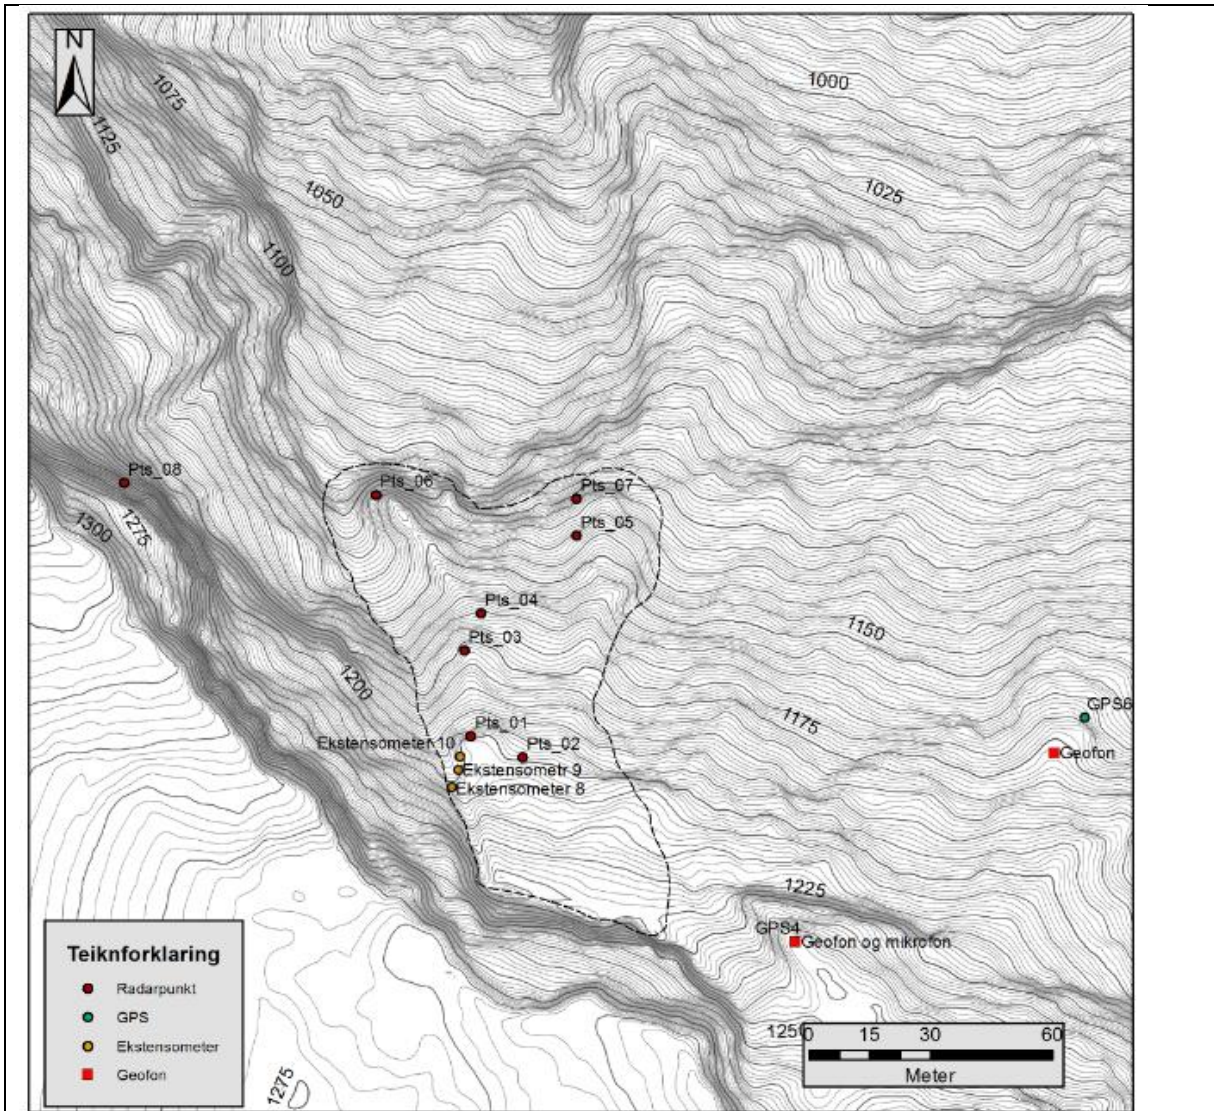 N
1000
1075
1125
1050
1025
1100
Pts_08
Pts_06
Pts_07
Pts_05
1300
1275
Pts_04
1150
Pts_03
1200
GPS6
Pts_01
1175
Ekstensometer 10
Pts_02
Geofon
Ekstensometr 9
Ekstensometer 8
1225
GPS4
Geofon og mikrofon
Teiknforklaring
Radarpunkt
GPS
Ekstensometer
Geofon
1250
0 15 30 60
Meter
1275